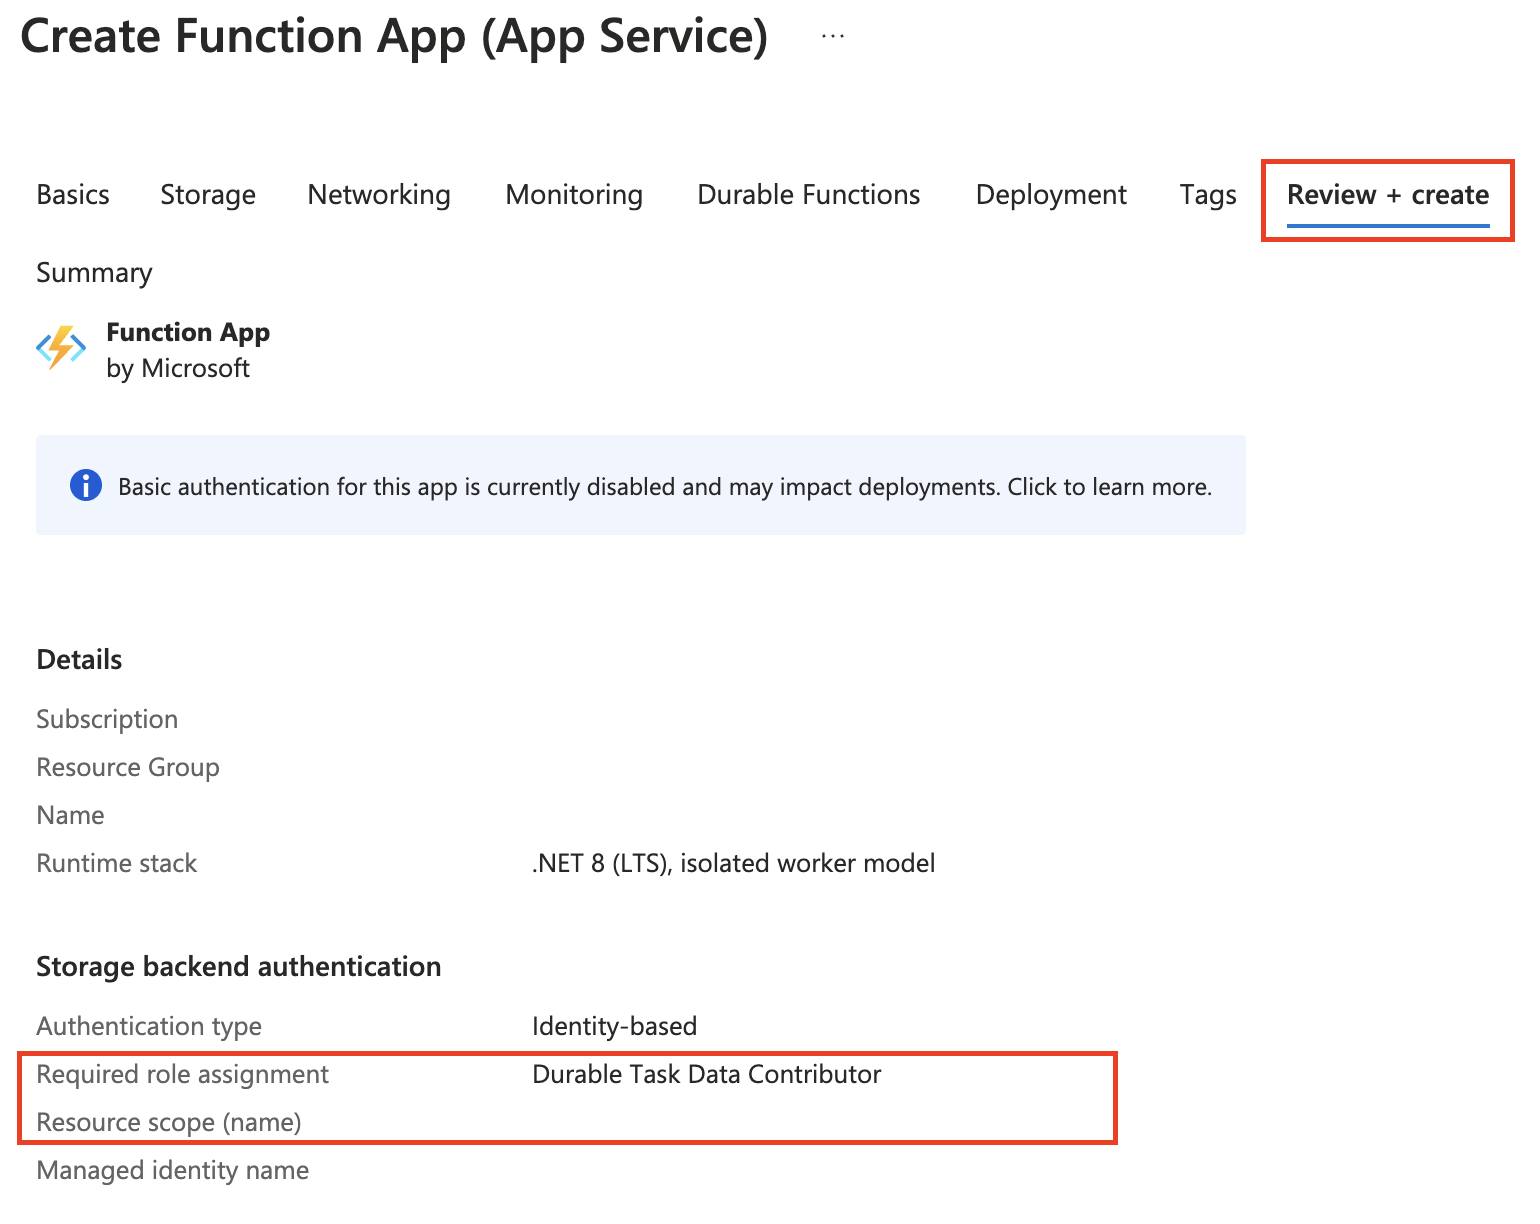 Create Function App (App Service) ...
Basics Storage Networking Monitoring Durable Functions Deployment Tags Review + create
Summary
Function App
by Microsoft
Basic authentication for this app is currently disabled and may impact deployments. Click to learn more.
Details
Subscription
Resource Group
Name
Runtime stack .NET 8 (LTS), isolated worker model
Storage backend authentication
Authentication type Identity-based
Required role assignment Durable Task Data Contributor
Resource scope (name)
Managed identity name